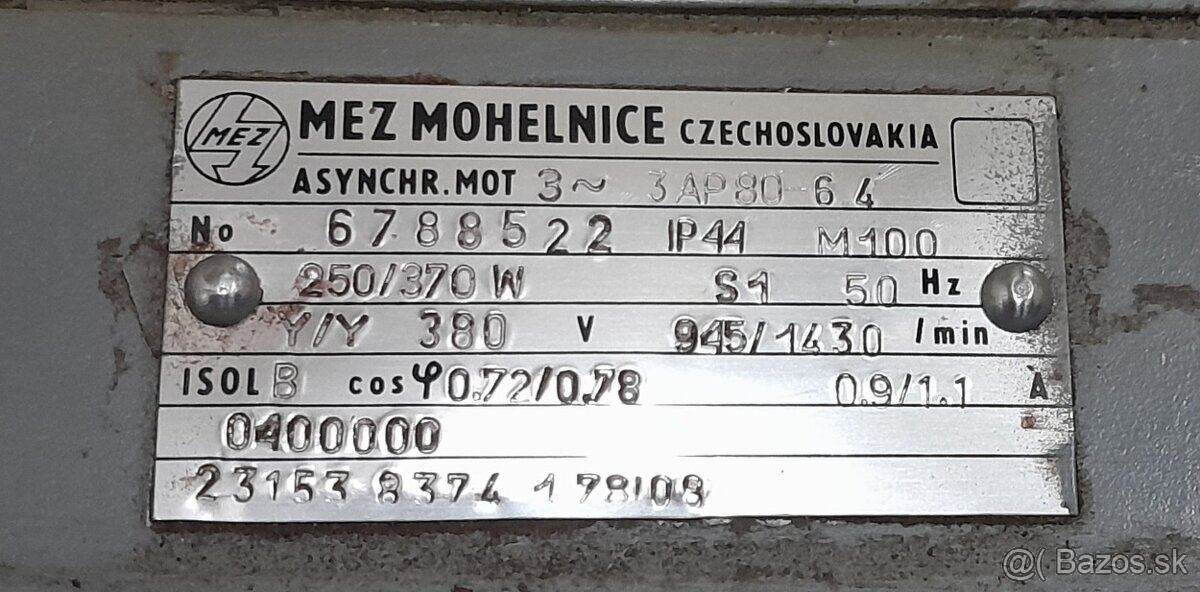 MEZ MEZ MOHELNICE CZECHOSLOVAKIA
ASYNCHR. MOT 3~ 3AP80-6 4
No 6788522 IP44 M100
250/370 W S1 50 Hz
Y/Y 380 V 945/1430 /min
ISOL B cos φ 0.72/0.78 0.9/1.1 A
0400000
23153 8374 1 78108
@( Bazos.sk